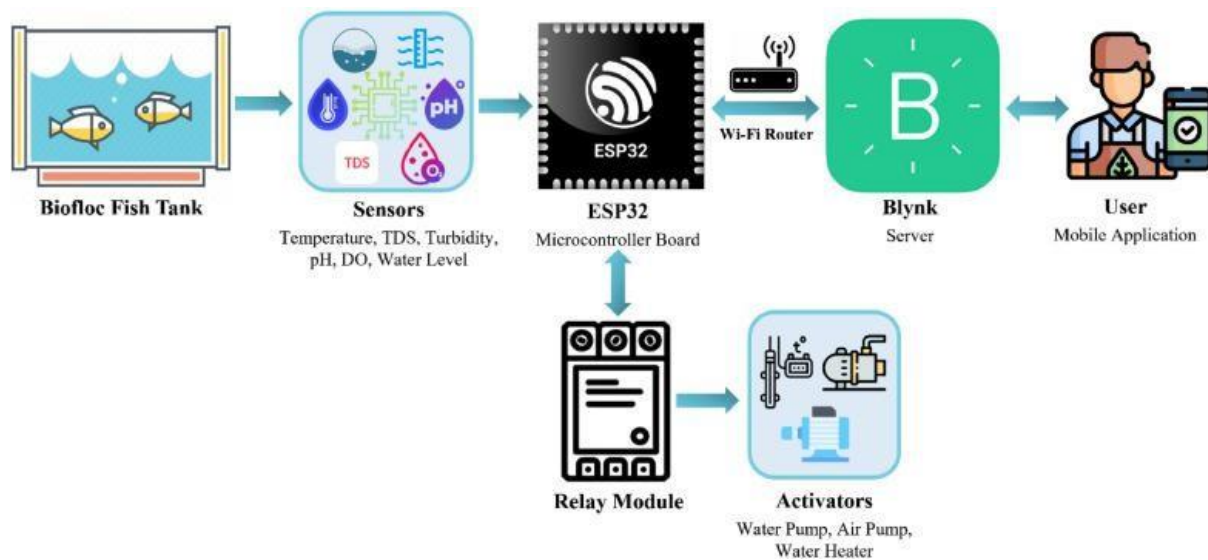 TDS
pH
O₂
ESP32
Wi-Fi Router
B
Biofloc Fish Tank
Sensors
Temperature, TDS, Turbidity,
pH, DO, Water Level
ESP32
Microcontroller Board
Blynk
Server
User
Mobile Application
t°
Relay Module
Activators
Water Pump, Air Pump,
Water Heater